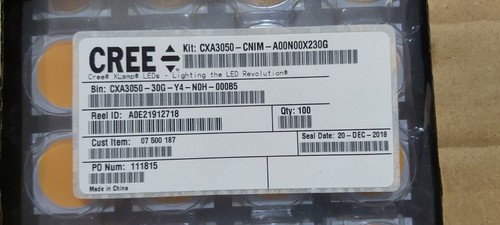 CREE Kit: CXA3050-CNIM-A00N00X230G
Cree® XLamp® LEDs - Lighting the LED Revolution®
Bin: CXA3050-30G-Y4-N0H-000B5
Reel ID: A0E21912718
Qty: 100
Cust Item: 07 500 187
Seal Date: 20-DEC-2018
PO Num: 111815
Made in China